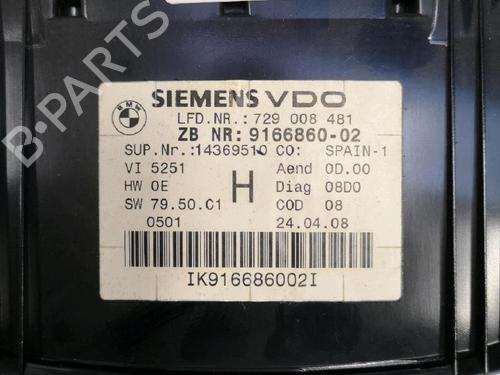 B-PARTS
BMW
SIEMENS VDO
LFD.NR.: 729 008 481
ZB NR: 9166860-02
SUP.Nr.:14369510 CO: SPAIN-1
VI 5251 Aend 0D.00
HW 0E H Diag 08D0
SW 79.50.C1 COD 08
0501 24.04.08
IK916686002I